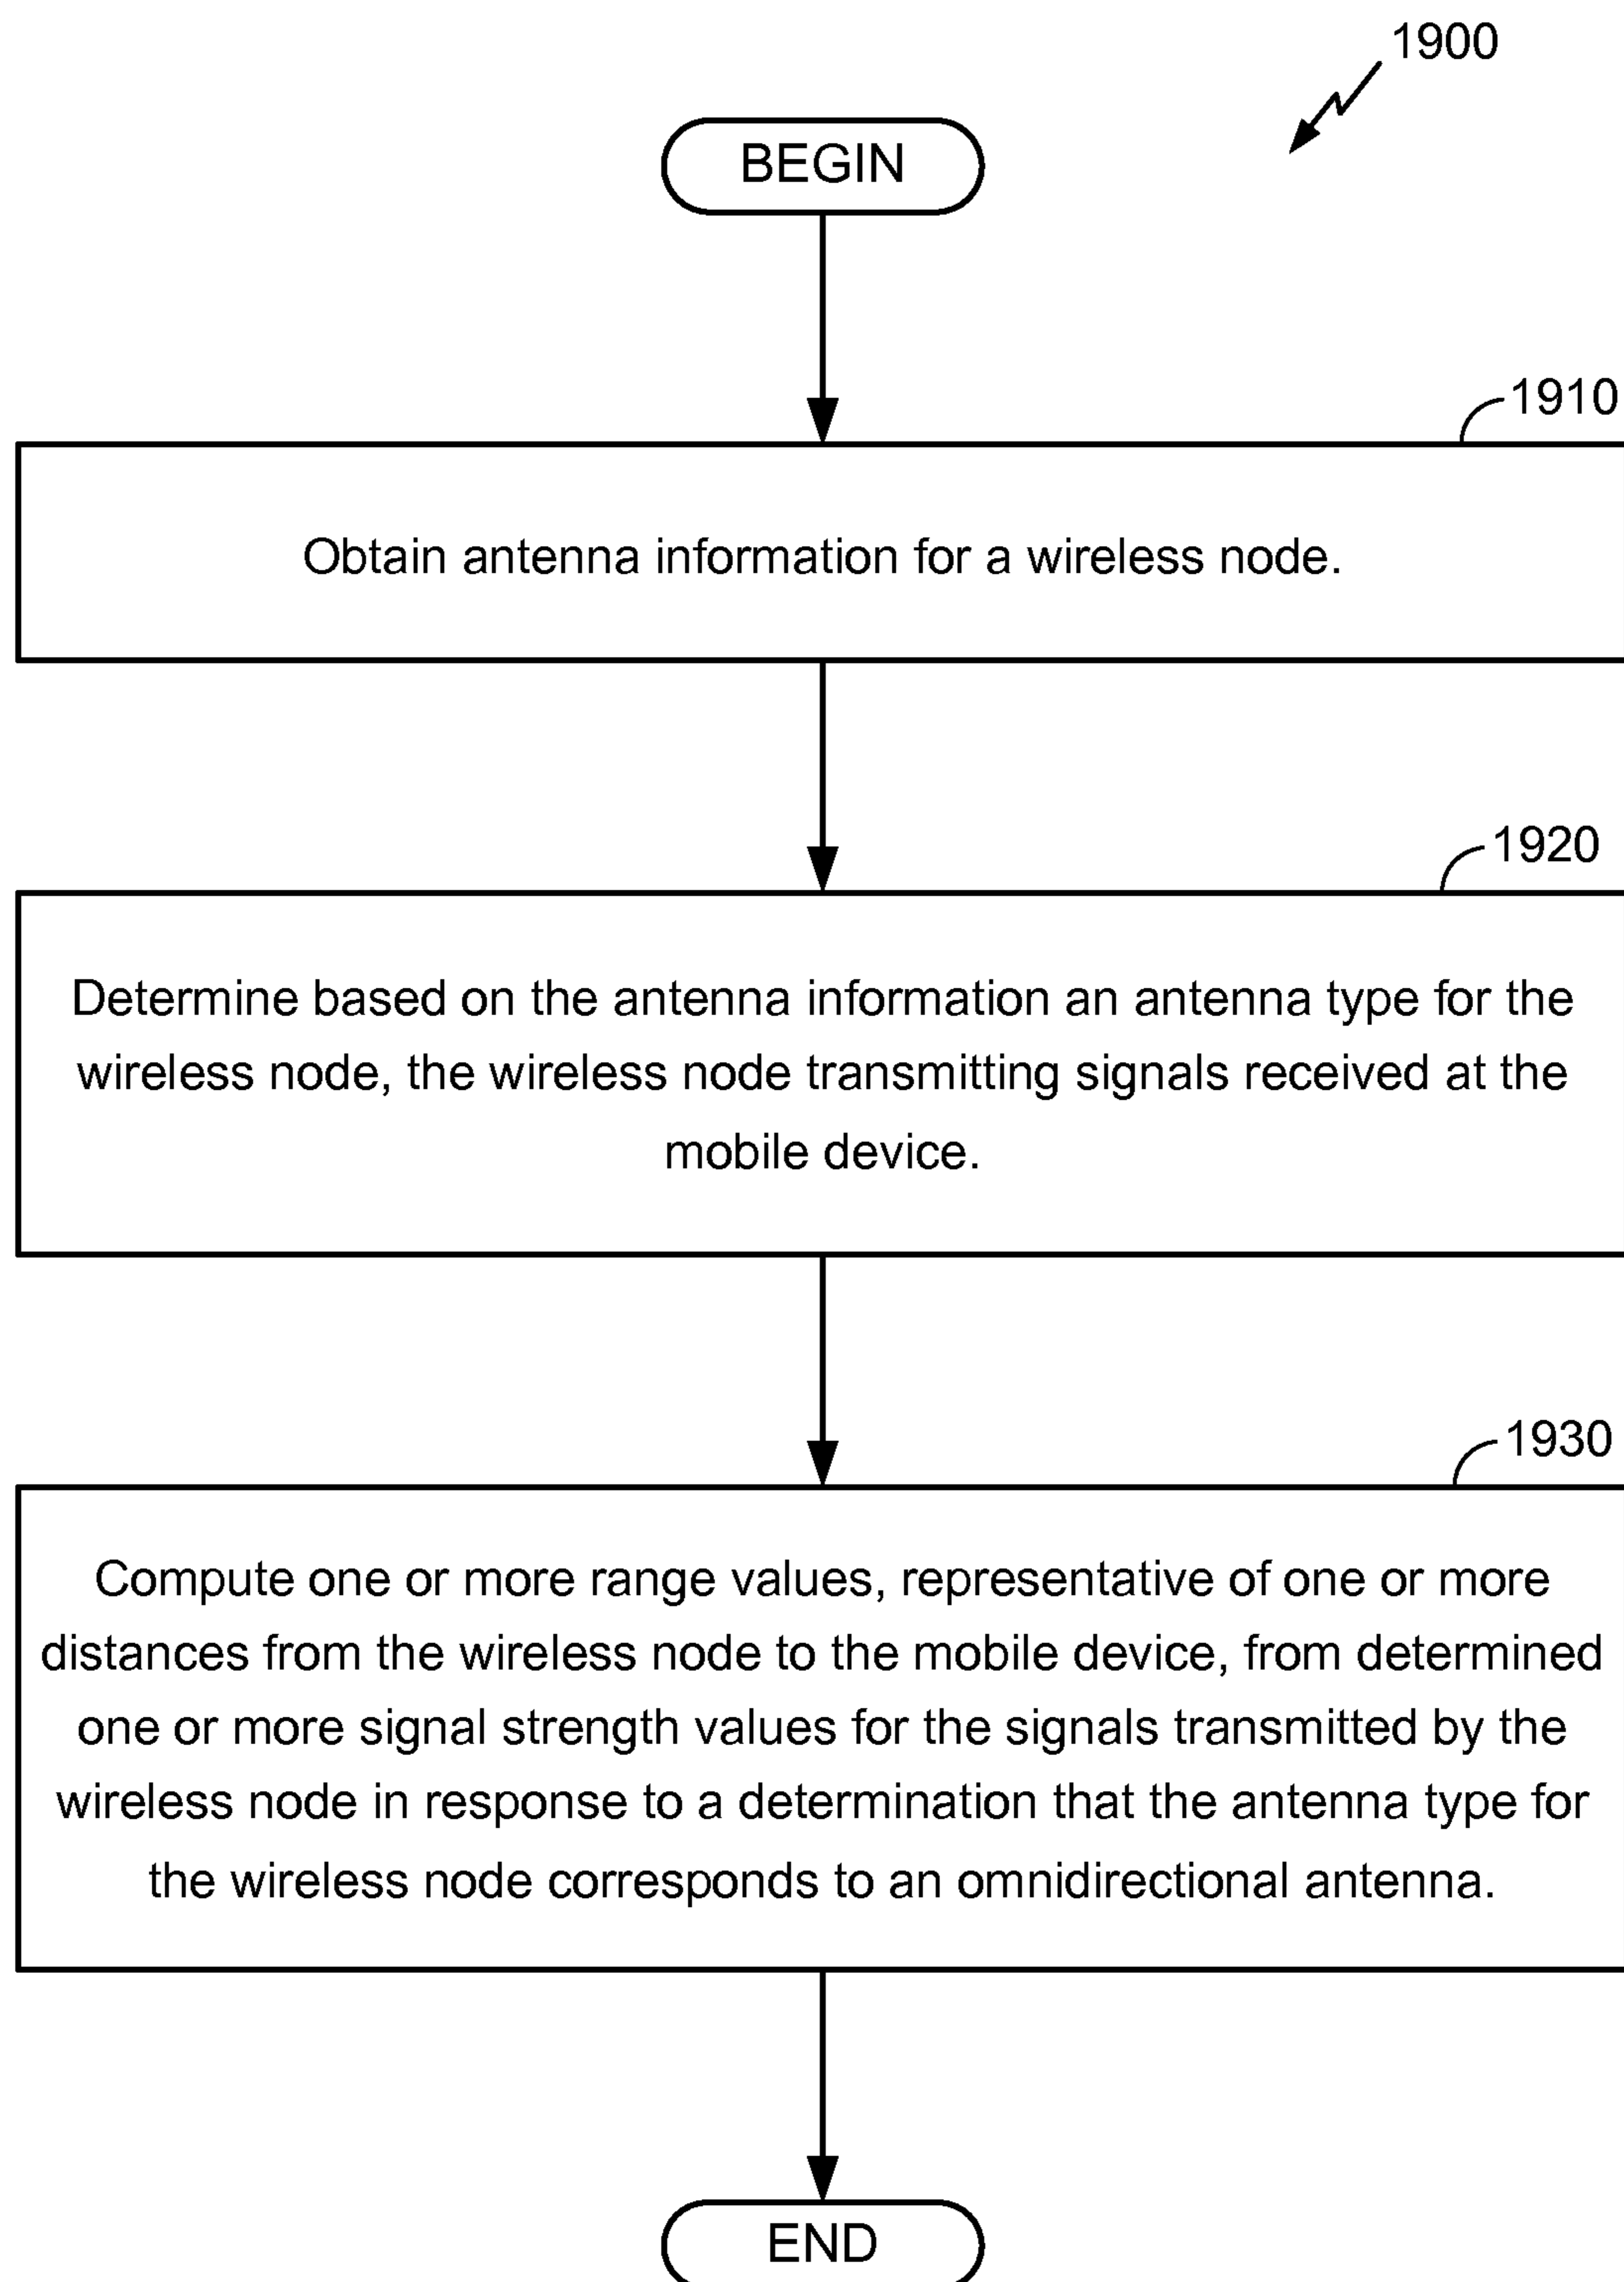 1900
BEGIN
1910
Obtain antenna information for a wireless node.
1920
Determine based on the antenna information an antenna type for the
wireless node, the wireless node transmitting signals received at the
mobile device.
1930
Compute one or more range values, representative of one or more
distances from the wireless node to the mobile device, from determined
one or more signal strength values for the signals transmitted by the
wireless node in response to a determination that the antenna type for
the wireless node corresponds to an omnidirectional antenna.
END